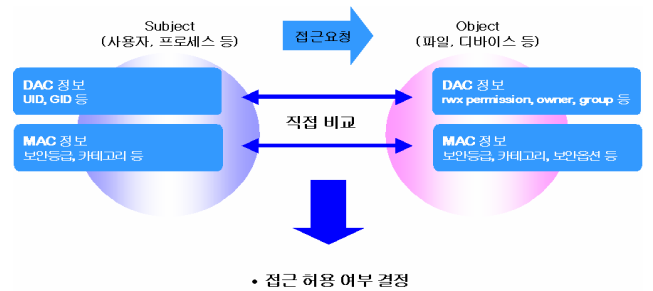 Subject
(사용자, 프로세스 등)
접근요청
Object
(파일, 디바이스 등)
DAC 정보
UID, GID 등
DAC 정보
rwx permission, owner, group 등
직접 비교
MAC 정보
보안등급, 카테고리 등
MAC 정보
보안등급, 카테고리, 보안옵션 등
• 접근 허용 여부 결정